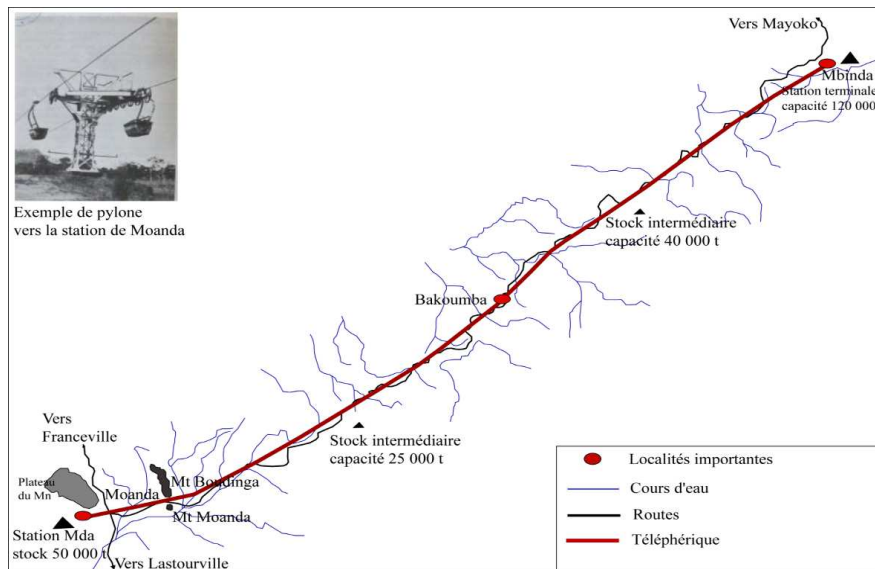 Vers Mayoko
Mbinda
Station terminale
capacité 120 000
Exemple de pylone
vers la station de Moanda
Stock intermédiaire
capacité 40 000 t
Bakoumba
Vers
Franceville
Stock intermédiaire
capacité 25 000 t
Plateau
du Mn
Moanda
Mt Boudinga
Mt Moanda
Station Mda
stock 50 000 t
Vers Lastourville
Localités importantes
Cours d'eau
Routes
Téléphérique